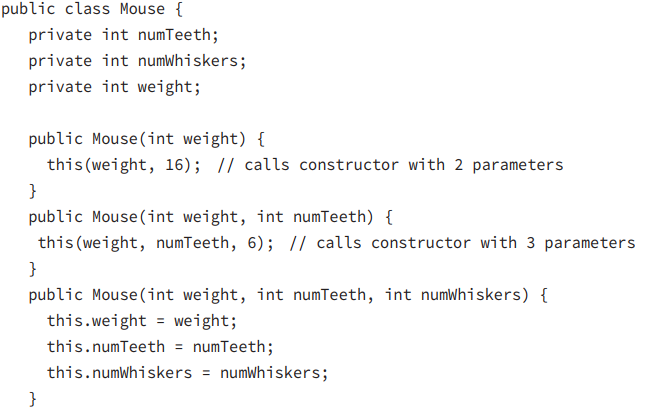 public class Mouse {
private int numTeeth;
private int numWhiskers;
private int weight;
public Mouse(int weight) {
this(weight, 16); // calls constructor with 2 parameters
}
public Mouse(int weight, int numTeeth) {
this(weight, numTeeth, 6); // calls constructor with 3 parameters
}
public Mouse(int weight, int numTeeth, int numWhiskers) {
this.weight = weight;
this.numTeeth = numTeeth;
this.numWhiskers = numWhiskers;
}